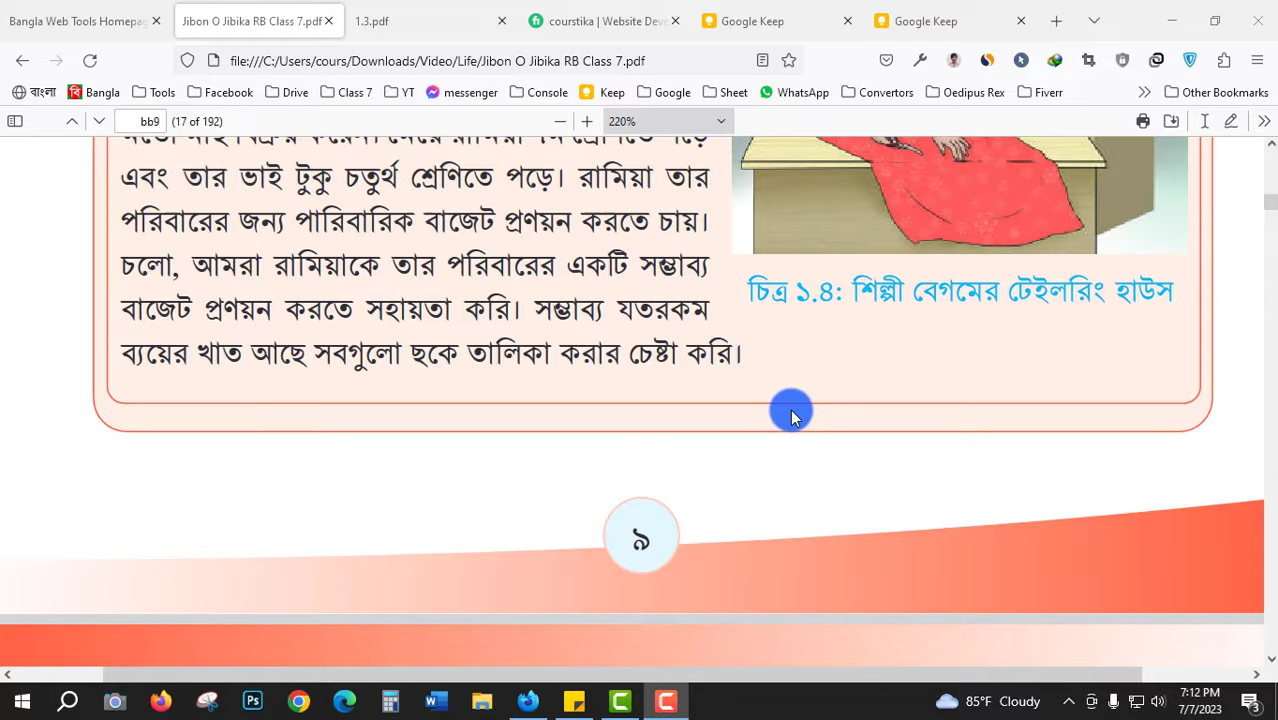 Bangla Web Tools Homepag
Jibon O Jibika RB Class 7.pdf
1.3.pdf
courstika | Website Deve
Google Keep
Google Keep
file:///C:/Users/cours/Downloads/Video/Life/Jibon O Jibika RB Class 7.pdf
বাংলা
Bangla
Tools
Facebook
Drive
Class 7
YT
messenger
Console
Keep
Google
Sheet
WhatsApp
Convertors
Oedipus Rex
Fiverr
Other Bookmarks
bb9
(17 of 192)
220%
এবং তার ভাই টুকু চতুর্থ শ্রেণিতে পড়ে। রামিয়া তার
পরিবারের জন্য পারিবারিক বাজেট প্রণয়ন করতে চায়।
চলো, আমরা রামিয়াকে তার পরিবারের একটি সম্ভাব্য
বাজেট প্রণয়ন করতে সহায়তা করি। সম্ভাব্য যতরকম
ব্যয়ের খাত আছে সবগুলো ছকে তালিকা করার চেষ্টা করি।
চিত্র ১.৪: শিল্পী বেগমের টেইলরিং হাউস
৯
85°F Cloudy
7:12 PM
7/7/2023
3